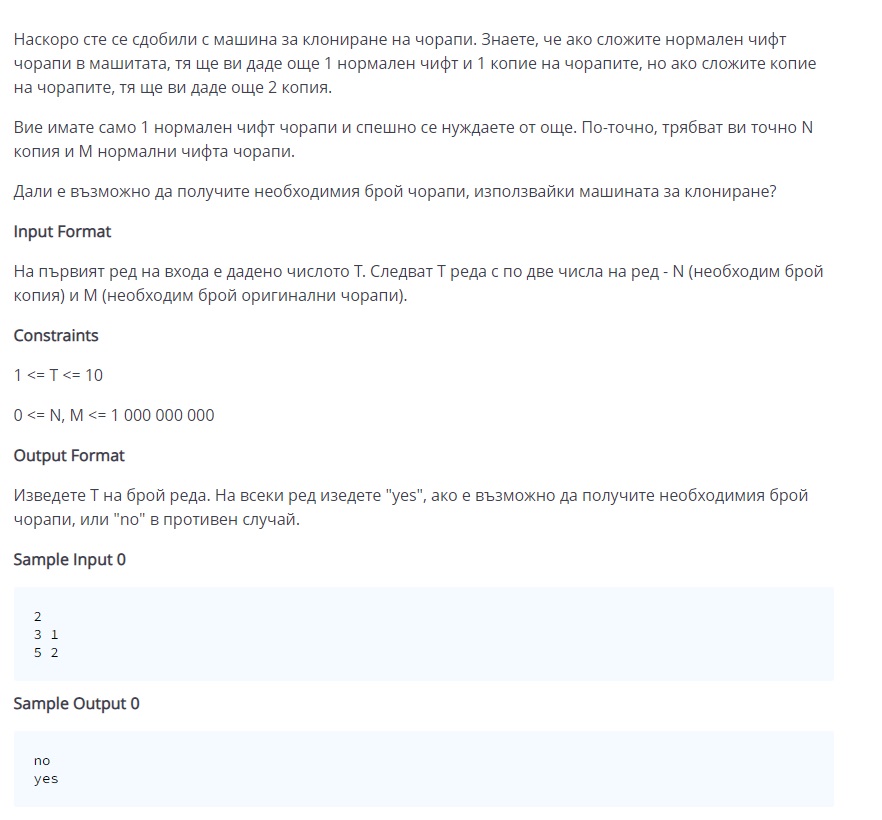 Наскоро сте се сдобили с машина за клониране на чорапи. Знаете, че ако сложите нормален чифт
чорапи в машитата, тя ще ви даде още 1 нормален чифт и 1 копие на чорапите, но ако сложите копие
на чорапите, тя ще ви даде още 2 копия.
Вие имате само 1 нормален чифт чорапи и спешно се нуждаете от още. По-точно, трябват ви точно N
копия и M нормални чифта чорапи.
Дали е възможно да получите необходимия брой чорапи, използвайки машината за клониране?
Input Format
На първият ред на входа е дадено числото T. Следват T реда с по две числа на ред - N (необходим брой
копия) и M (необходим брой оригинални чорапи).
Constraints
1 <= T <= 10
0 <= N, M <= 1 000 000 000
Output Format
Изведете T на брой реда. На всеки ред изедете "yes", ако е възможно да получите необходимия брой
чорапи, или "no" в противен случай.
Sample Input 0
2
3 1
5 2
Sample Output 0
no
yes